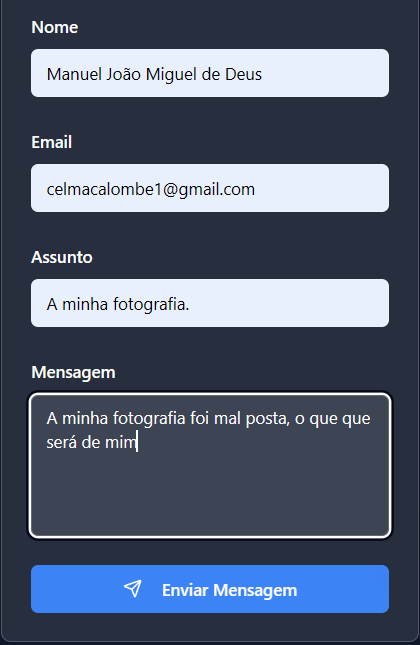 Nome
Manuel João Miguel de Deus
Email
celmacalombe1@gmail.com
Assunto
A minha fotografia.
Mensagem
A minha fotografia foi mal posta, o que que
será de mim
Enviar Mensagem